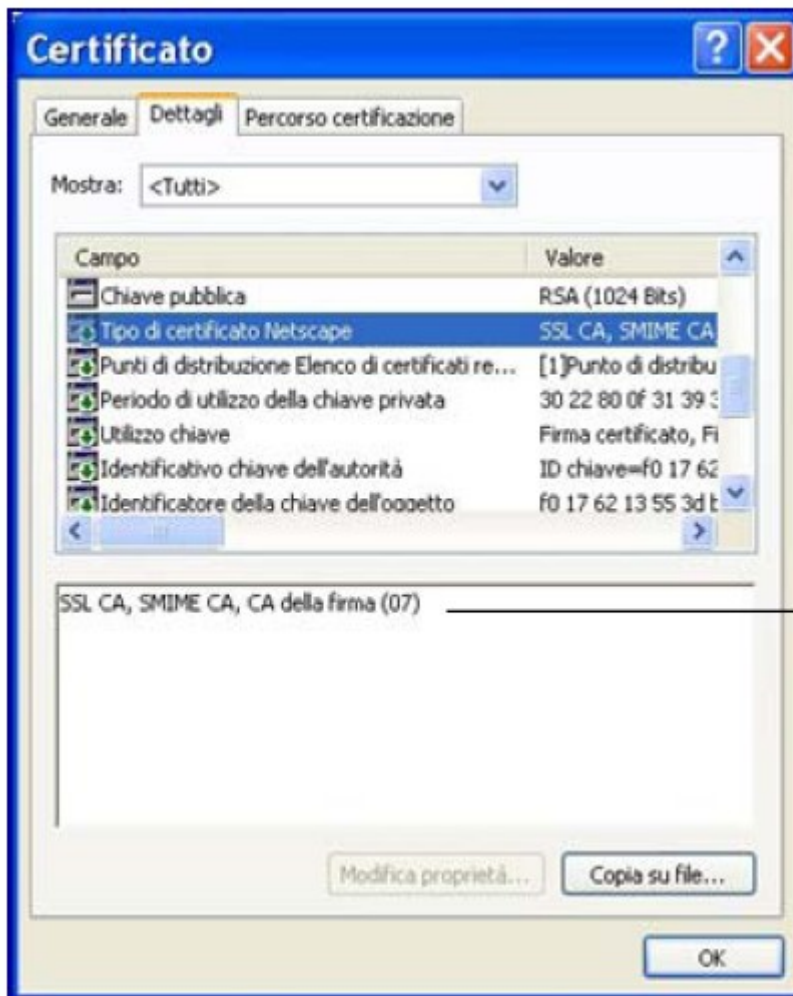 Certificato
Generale Dettagli Percorso certificazione
Mostra: <Tutti>
Campo Valore
Chiave pubblica RSA (1024 Bits)
Tipo di certificato Netscape SSL CA, SMIME CA,
Punti di distribuzione Elenco di certificati re... [1]Punto di distribu
Periodo di utilizzo della chiave privata 30 22 80 0f 31 39 3
Utilizzo chiave Firma certificato, Fi
Identificativo chiave dell'autorità ID chiave=f0 17 62
Identificatore della chiave dell'oggetto f0 17 62 13 55 3d b
SSL CA, SMIME CA, CA della firma (07)
Modifica proprietà... Copia su file...
OK